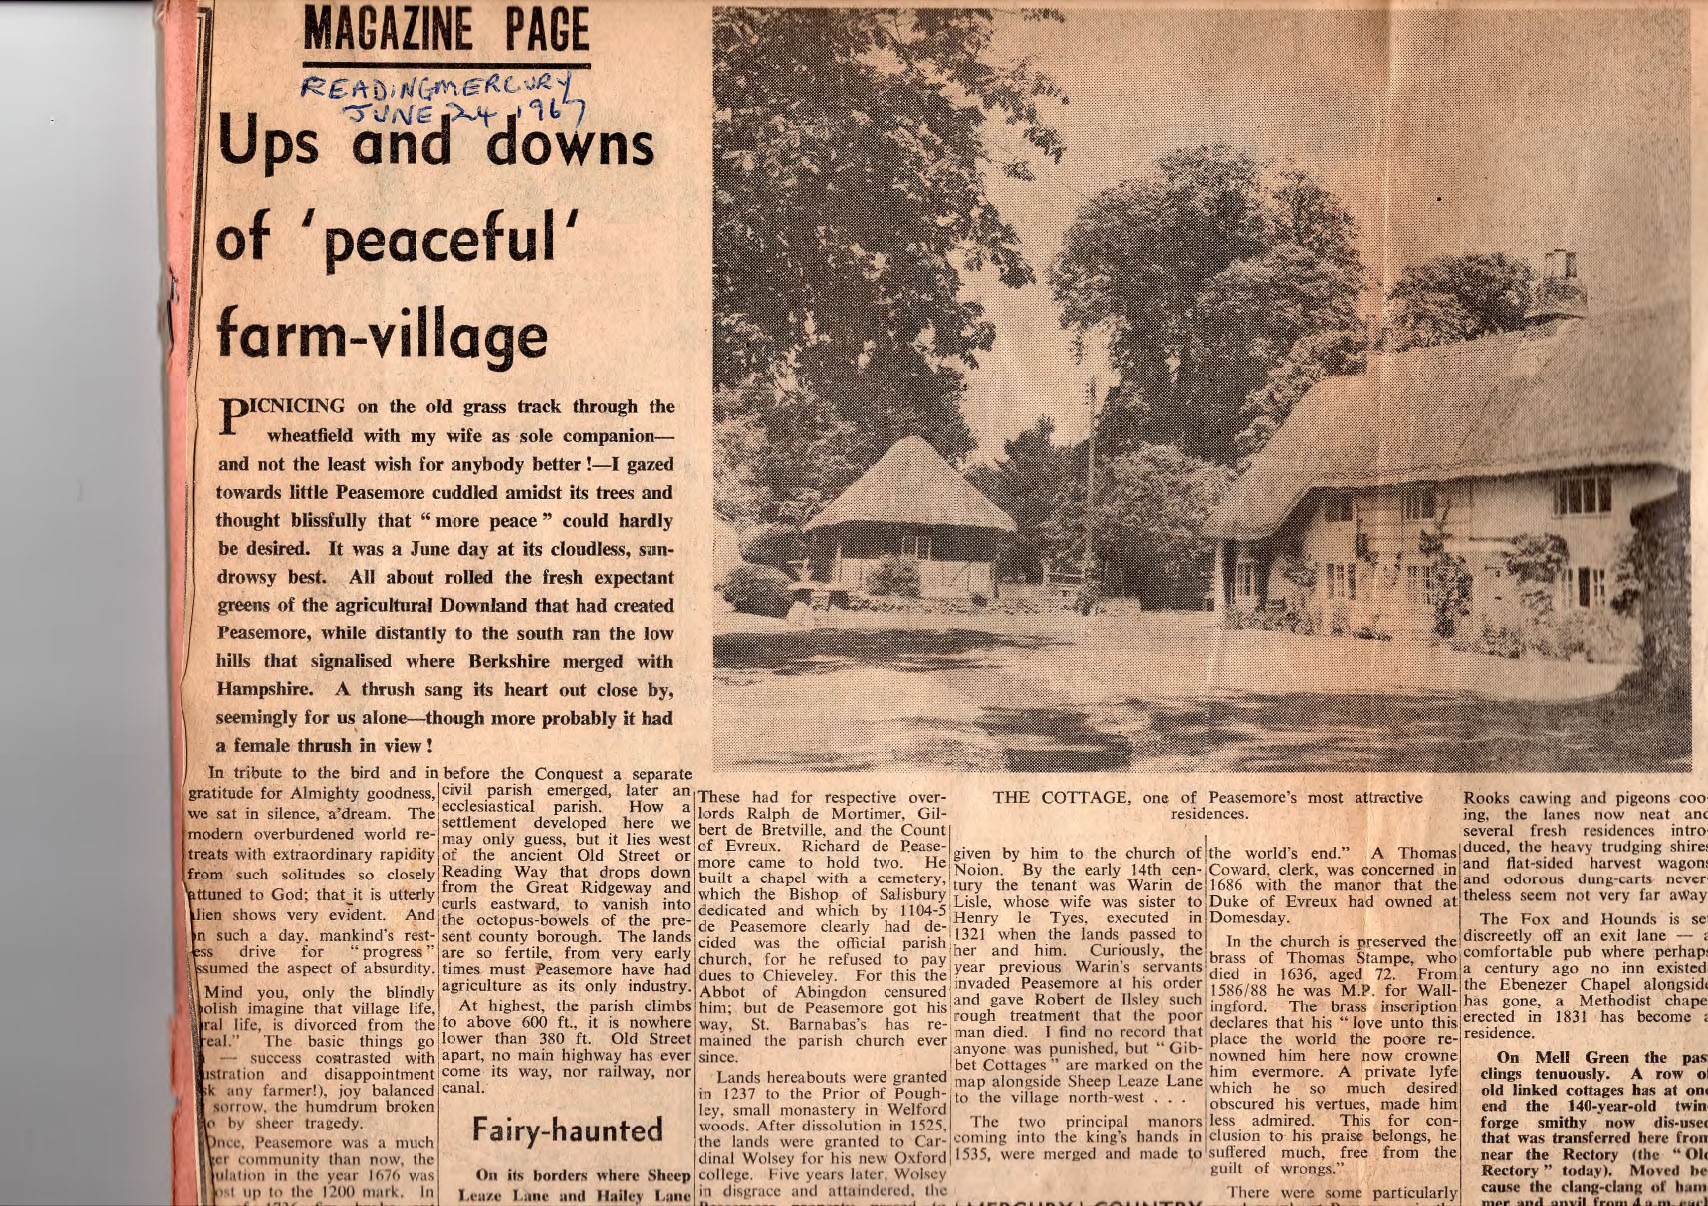 MAGAZINE PAGE
READINGMERCURY
JUNE 24 1967
Ups and downs
of 'peaceful'
farm-village
PICNICING on the old grass track through the
wheatfield with my wife as sole companion—
and not the least wish for anybody better !—I gazed
towards little Peasemore cuddled amidst its trees and
thought blissfully that “ more peace ” could hardly
be desired. It was a June day at its cloudless, sun-
drowsy best. All about rolled the fresh expectant
greens of the agricultural Downland that had created
Peasemore, while distantly to the south ran the low
hills that signalised where Berkshire merged with
Hampshire. A thrush sang its heart out close by,
seemingly for us alone—though more probably it had
a female thrush in view !
In tribute to the bird and in
gratitude for Almighty goodness,
we sat in silence, a'dream. The
modern overburdened world re-
treats with extraordinary rapidity
from such solitudes so closely
attuned to God; that it is utterly
alien shows very evident. And
on such a day, mankind's rest-
ess drive for “ progress ”
ssumed the aspect of absurdity.
Mind you, only the blindly
olish imagine that village life,
ral life, is divorced from the
real.” The basic things go
— success contrasted with
ustration and disappointment
k any farmer!), joy balanced
sorrow, the humdrum broken
o by sheer tragedy.
Once, Peasemore was a much
er community than now, the
ulation in the year 1676 was
ost up to the 1200 mark. In
before the Conquest a separate
civil parish emerged, later an
ecclesiastical parish. How a
settlement developed here we
may only guess, but it lies west
of the ancient Old Street or
Reading Way that drops down
from the Great Ridgeway and
curls eastward, to vanish into
the octopus-bowels of the pre-
sent county borough. The lands
are so fertile, from very early
times must Peasemore have had
agriculture as its only industry.
At highest, the parish climbs
to above 600 ft., it is nowhere
lower than 380 ft. Old Street
apart, no main highway has ever
come its way, nor railway, nor
canal.
Fairy-haunted
On its borders where Sheep
Leaze Lane and Hailey Lane
These had for respective over-
lords Ralph de Mortimer, Gil-
bert de Bretville, and the Count
of Evreux. Richard de Pease-
more came to hold two. He
built a chapel with a cemetery,
which the Bishop of Salisbury
dedicated and which by 1104-5
de Peasemore clearly had de-
cided was the official parish
church, for he refused to pay
dues to Chieveley. For this the
Abbot of Abingdon censured
him; but de Peasemore got his
way, St. Barnabas's has re-
mained the parish church ever
since.
Lands hereabouts were granted
in 1237 to the Prior of Pough-
ley, small monastery in Welford
woods. After dissolution in 1525,
the lands were granted to Car-
dinal Wolsey for his new Oxford
college. Five years later, Wolsey
in disgrace and attaindered, the
THE COTTAGE, one of Peasemore's most attractive
residences.
given by him to the church of
Noion. By the early 14th cen-
tury the tenant was Warin de
Lisle, whose wife was sister to
Henry le Tyes, executed in
1321 when the lands passed to
her and him. Curiously, the
year previous Warin's servants
invaded Peasemore at his order
and gave Robert de Ilsley such
rough treatment that the poor
man died. I find no record that
anyone was punished, but “ Gib-
bet Cottages ” are marked on the
map alongside Sheep Leaze Lane
to the village north-west . . .
The two principal manors
coming into the king's hands in
1535, were merged and made to
MERCURY COUNTRY
the world's end.” A Thomas
Coward, clerk, was concerned in
1686 with the manor that the
Duke of Evreux had owned at
Domesday.
In the church is preserved the
brass of Thomas Stampe, who
died in 1636, aged 72. From
1586/88 he was M.P. for Wall-
ingford. The brass inscription
declares that his “ love unto this
place the world the poore re-
nowned him here now crowne
him evermore. A private lyfe
which he so much desired
obscured his vertues, made him
less admired. This for con-
clusion to his praise belongs, he
suffered much, free from the
guilt of wrongs.”
There were some particularly
Rooks cawing and pigeons coo-
ing, the lanes now neat and
several fresh residences intro-
duced, the heavy trudging shires
and flat-sided harvest wagons
and odorous dung-carts never-
theless seem not very far away.
The Fox and Hounds is se
discreetly off an exit lane — a
comfortable pub where perhaps
a century ago no inn existed,
the Ebenezer Chapel alongside
has gone, a Methodist chapel
erected in 1831 has become a
residence.
On Mell Green the pas
clings tenuously. A row of
old linked cottages has at one
end the 140-year-old twin
forge smithy now dis-used
that was transferred here from
near the Rectory (the “ Old
Rectory ” today). Moved be-
cause the clang-clang of ham-
mer and anvil from 4 a.m. each